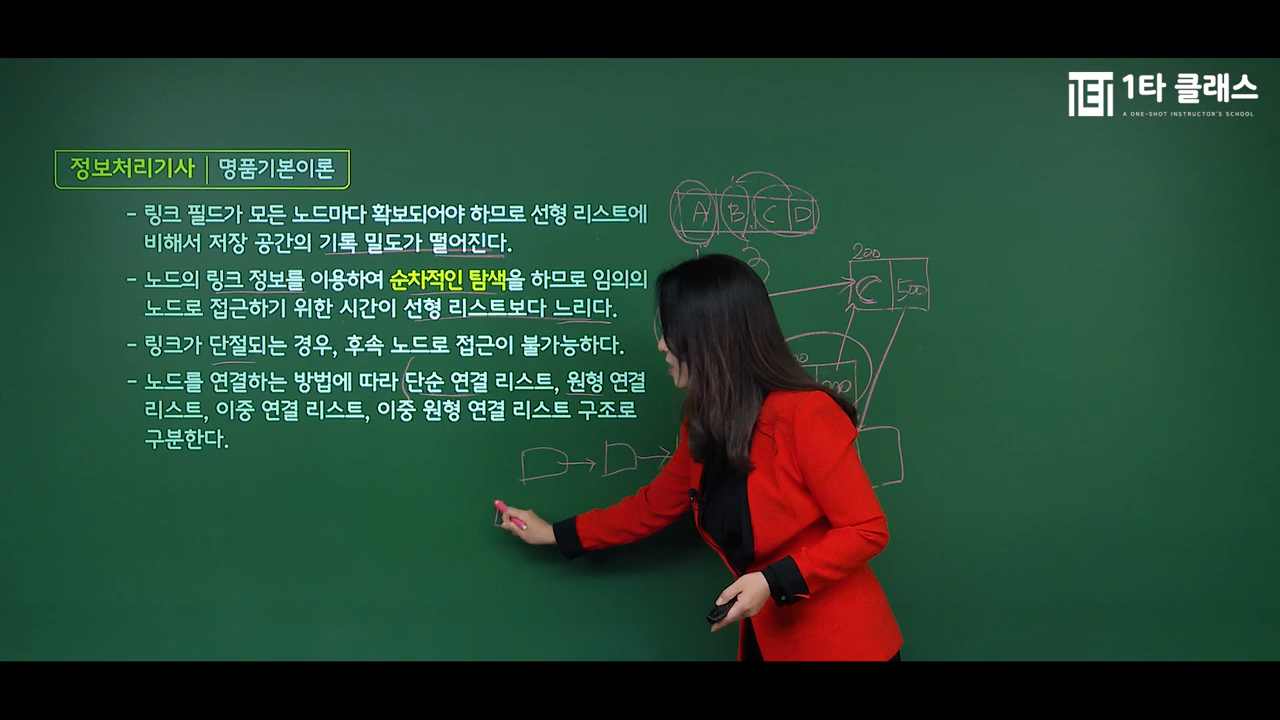 1타 클래스
A ONE-SHOT INSTRUCTOR'S SCHOOL
정보처리기사 | 명품기본이론
- 링크 필드가 모든 노드마다 확보되어야 하므로 선형 리스트에
비해서 저장 공간의 기록 밀도가 떨어진다.
- 노드의 링크 정보를 이용하여 순차적인 탐색을 하므로 임의의
노드로 접근하기 위한 시간이 선형 리스트보다 느리다.
- 링크가 단절되는 경우, 후속 노드로 접근이 불가능하다.
- 노드를 연결하는 방법에 따라 단순 연결 리스트, 원형 연결
리스트, 이중 연결 리스트, 이중 원형 연결 리스트 구조로
구분한다.
A B C D
200
C 500